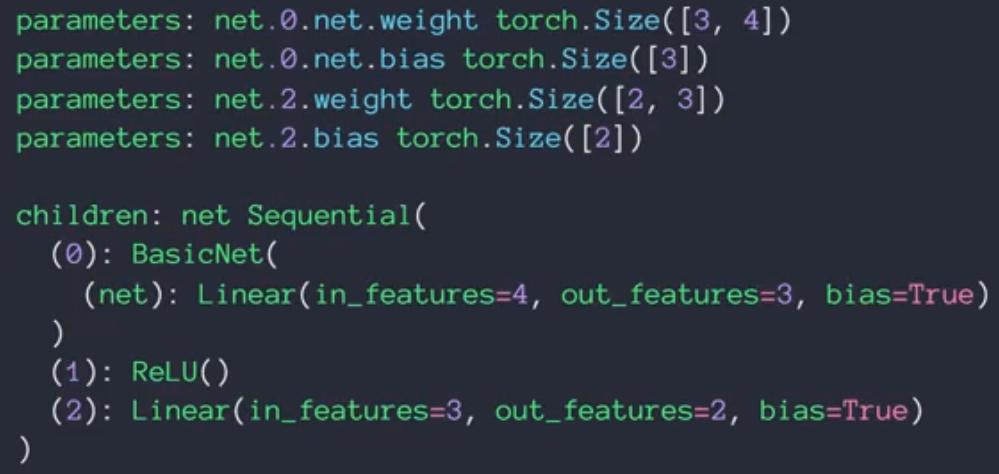 parameters: net.0.net.weight torch.Size([3, 4])
parameters: net.0.net.bias torch.Size([3])
parameters: net.2.weight torch.Size([2, 3])
parameters: net.2.bias torch.Size([2])

children: net Sequential(
  (0): BasicNet(
    (net): Linear(in_features=4, out_features=3, bias=True)
  )
  (1): ReLU()
  (2): Linear(in_features=3, out_features=2, bias=True)
)